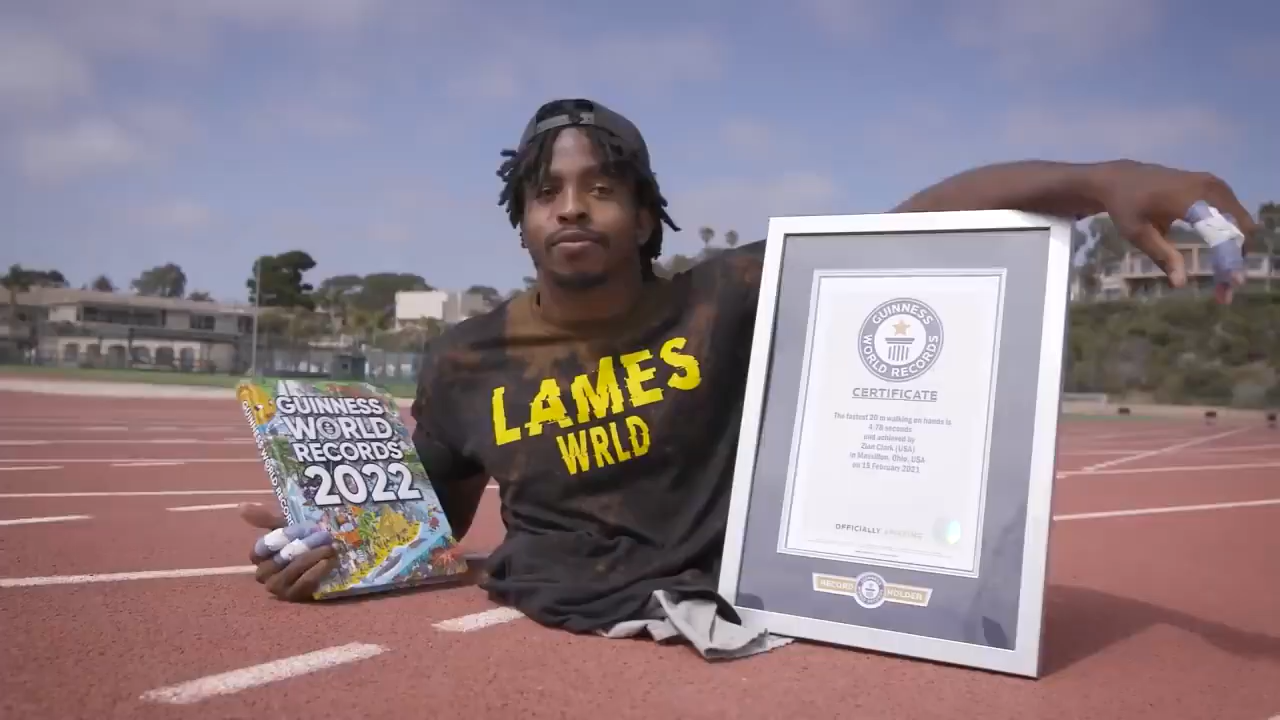 GUINNESS
WORLD
RECORDS
2022
LAMES
WRLD
GUINNESS
WORLD RECORDS
CERTIFICATE
The fastest 20 m walking on hands is
4.78 seconds
and achieved by
Zion Clark (USA)
in Massillon, Ohio, USA
on 15 February 2021
OFFICIALLY AMAZING
RECORD HOLDER